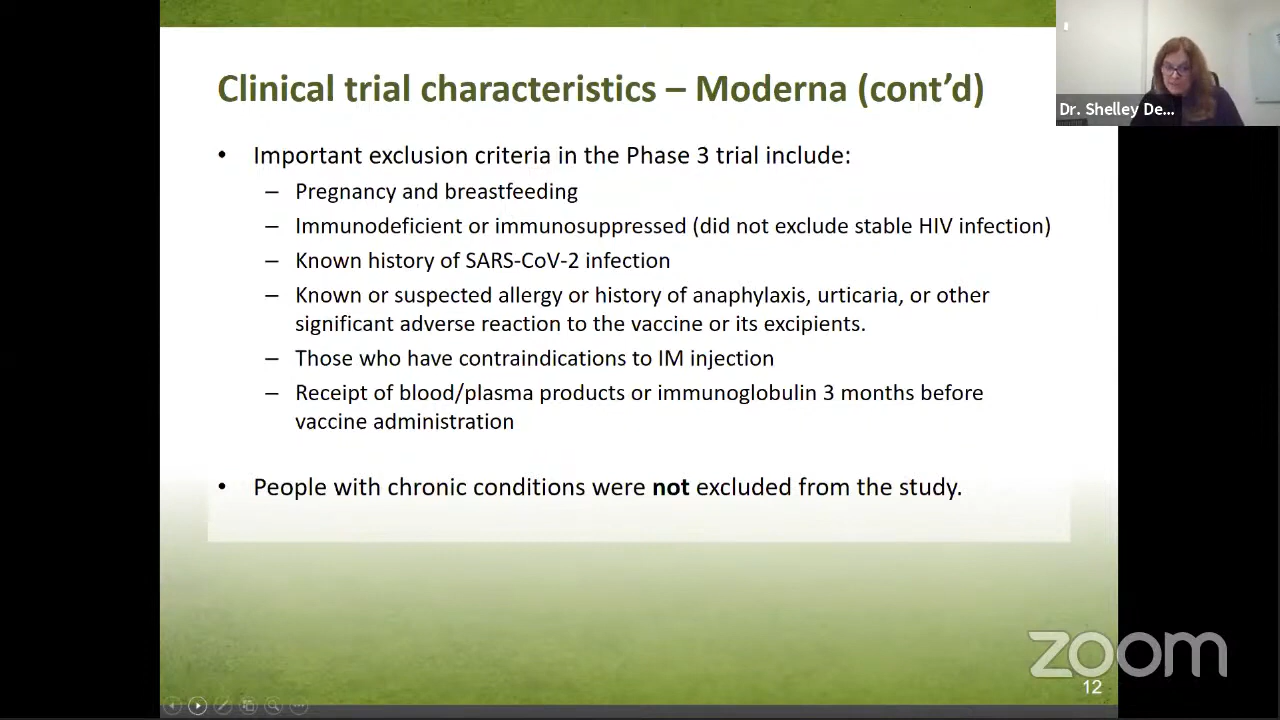 Clinical trial characteristics – Moderna (cont’d)
Dr. Shelley De...
• Important exclusion criteria in the Phase 3 trial include:
– Pregnancy and breastfeeding
– Immunodeficient or immunosuppressed (did not exclude stable HIV infection)
– Known history of SARS-CoV-2 infection
– Known or suspected allergy or history of anaphylaxis, urticaria, or other
significant adverse reaction to the vaccine or its excipients.
– Those who have contraindications to IM injection
– Receipt of blood/plasma products or immunoglobulin 3 months before
vaccine administration
• People with chronic conditions were not excluded from the study.
zoom
12